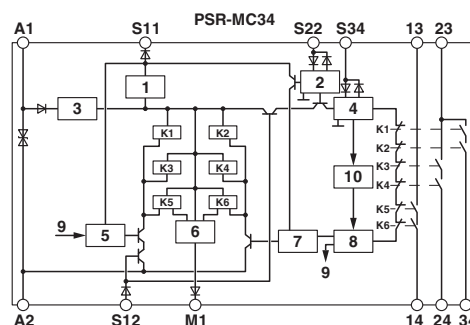 PSR-MC34
A1 S11 S22 S34 13 23
1
2
3
4
K1 K2
K1
K2
K3 K4
K3
10
K4
K5 K6
K5
9
5
6
7
8
K6
9
A2 S12 M1 14 24 34